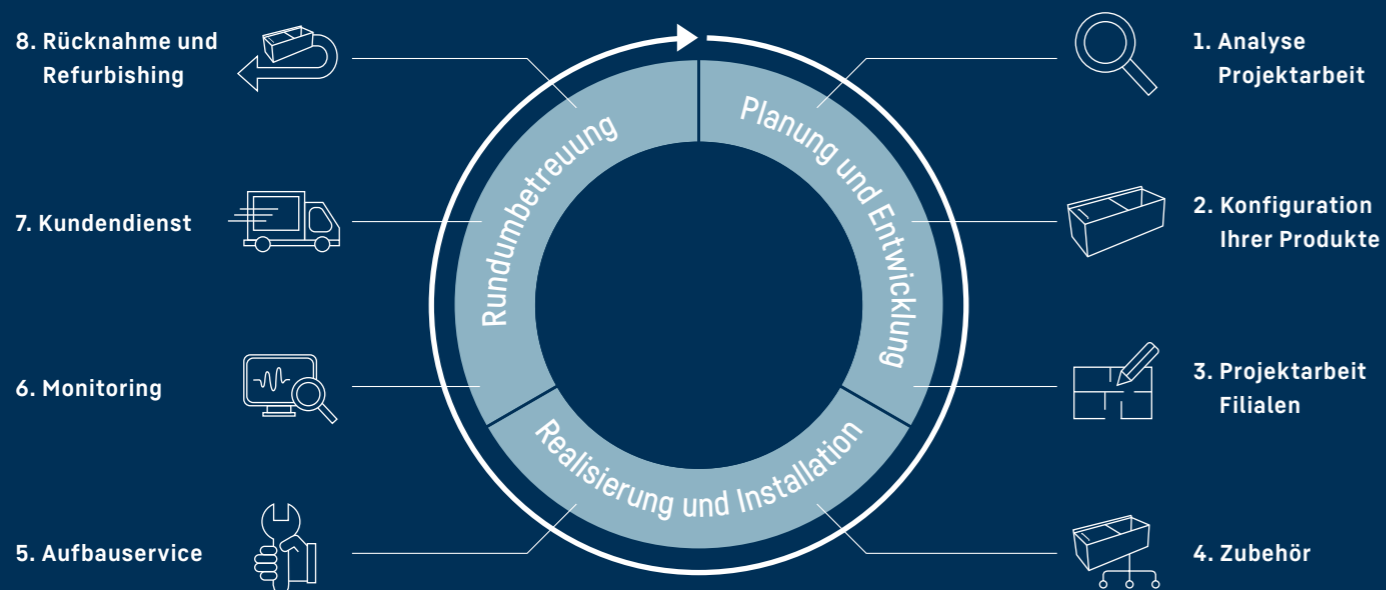 1. Analyse
Projektarbeit
2. Konfiguration
Ihrer Produkte
3. Projektarbeit
Filialen
4. Zubehör
5. Aufbauservice
6. Monitoring
7. Kundendienst
8. Rücknahme und
Refurbishing
Planung und Entwicklung
Realisierung und Installation
Rundumbetreuung